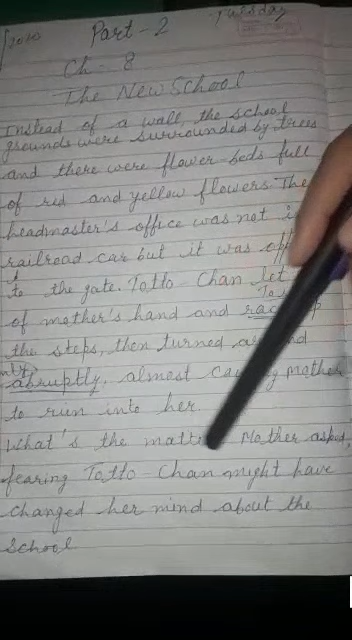 Tuesday
Part-2
Ch - 8
The New School
Instead of a wall, the school
grounds were surrounded by trees
and there were flower beds full
of red and yellow flowers. The
headmaster's office was not
railroad car but it was
to the gate. Totto - Chan let
of mother's hand and
the steps, then turned
abruptly, almost mother
to run into her.
What's the Mother asked,
fearing Totto - Chan might have
changed her mind about the
School